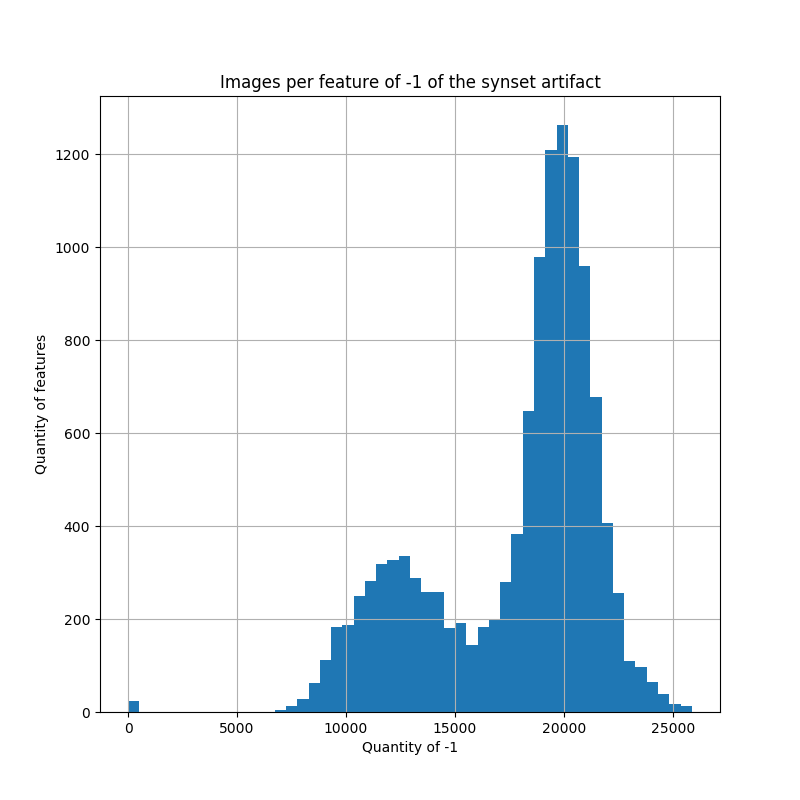 Images per feature of -1 of the synset artifact
1200
1000
800
600
400
200
0
Quantity of features
0 5000 10000 15000 20000 25000
Quantity of -1